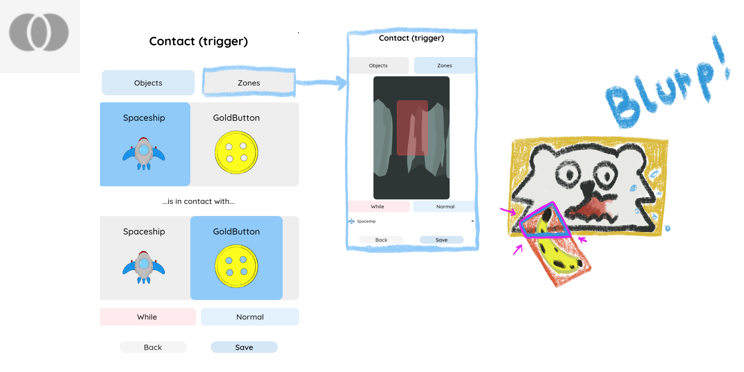 Contact (trigger)
Objects
Zones
Spaceship
GoldButton
...is in contact with...
Spaceship
GoldButton
While
Normal
Back
Save
Contact (trigger)
Objects
Zones
While
Normal
Spaceship
Back
Save
Blurp!